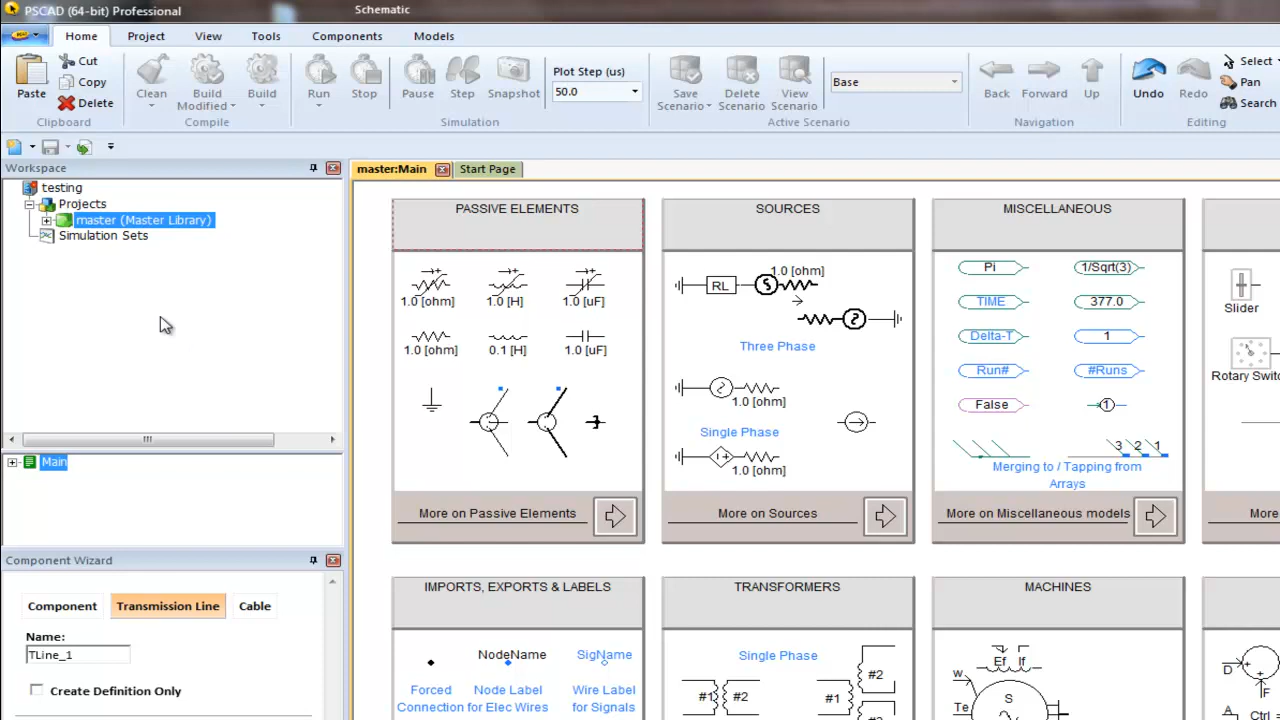 PSCAD (64-bit) Professional
Schematic
Home
Project
View
Tools
Components
Models
Paste
Cut
Copy
Delete
Clipboard
Clean
Build Modified
Build
Compile
Run
Stop
Pause
Step
Snapshot
Plot Step (us)
50.0
Simulation
Save Scenario
Delete Scenario
View Scenario
Base
Active Scenario
Back
Forward
Up
Navigation
Undo
Redo
Select
Pan
Search
Editing
Workspace
testing
Projects
master (Master Library)
Simulation Sets
Main
Component Wizard
Component
Transmission Line
Cable
Name:
TLine_1
Create Definition Only
master:Main
Start Page
PASSIVE ELEMENTS
1.0 [ohm]
1.0 [H]
1.0 [uF]
1.0 [ohm]
0.1 [H]
1.0 [uF]
More on Passive Elements
SOURCES
RL
1.0 [ohm]
Three Phase
1.0 [ohm]
Single Phase
1.0 [ohm]
More on Sources
MISCELLANEOUS
Pi
1/Sqrt(3)
TIME
377.0
Delta-T
1
Run#
#Runs
False
1
3 2 1
Merging to / Tapping from
Arrays
More on Miscellaneous models
Slider
Rotary Swit
More
IMPORTS, EXPORTS & LABELS
NodeName
SigName
Forced
Connection
Node Label
for Elec Wires
Wire Label
for Signals
TRANSFORMERS
Single Phase
#1
#2
#1
#2
MACHINES
Ef If
w
S
Te
D
F
A
Ctrl